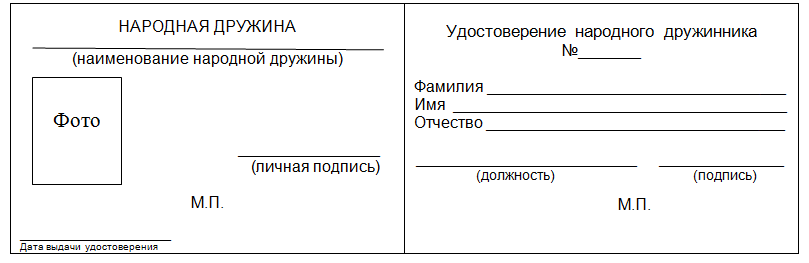 НАРОДНАЯ ДРУЖИНА
(наименование народной дружины)
Фото
(личная подпись)
М.П.
Дата выдачи удостоверения
Удостоверение народного дружинника
№_______
Фамилия
Имя
Отчество
(должность) (подпись)
М.П.